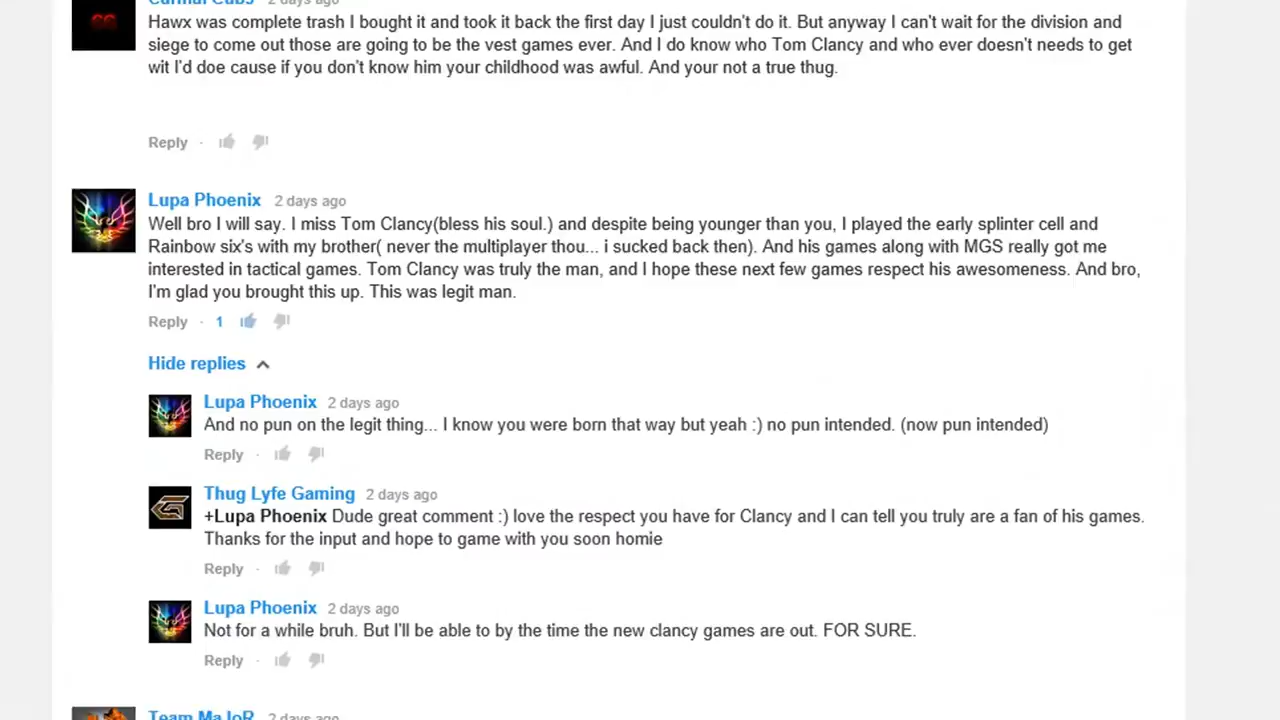 2 days ago
Hawx was complete trash I bought it and took it back the first day I just couldn't do it. But anyway I can't wait for the division and
siege to come out those are going to be the vest games ever. And I do know who Tom Clancy and who ever doesn't needs to get
wit I'd doe cause if you don't know him your childhood was awful. And your not a true thug.
Reply
Lupa Phoenix 2 days ago
Well bro I will say. I miss Tom Clancy(bless his soul.) and despite being younger than you, I played the early splinter cell and
Rainbow six's with my brother( never the multiplayer thou... i sucked back then). And his games along with MGS really got me
interested in tactical games. Tom Clancy was truly the man, and I hope these next few games respect his awesomeness. And bro,
I'm glad you brought this up. This was legit man.
Reply · 1
Hide replies
Lupa Phoenix 2 days ago
And no pun on the legit thing... I know you were born that way but yeah :) no pun intended. (now pun intended)
Reply ·
Thug Lyfe Gaming 2 days ago
+Lupa Phoenix Dude great comment :) love the respect you have for Clancy and I can tell you truly are a fan of his games.
Thanks for the input and hope to game with you soon homie
Reply ·
Lupa Phoenix 2 days ago
Not for a while bruh. But I'll be able to by the time the new clancy games are out. FOR SURE.
Reply ·
Team MaJoR 2 days ago